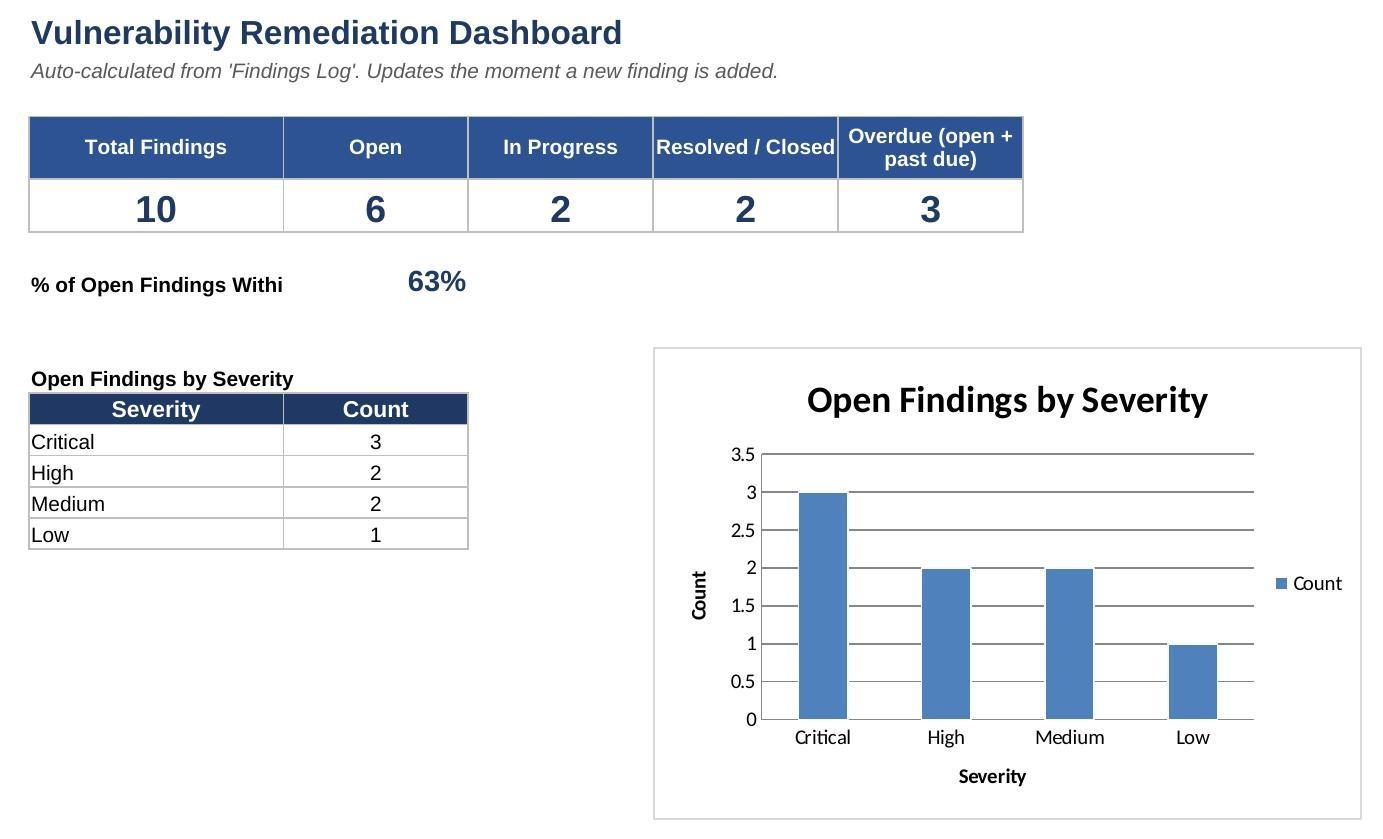 Vulnerability Remediation Dashboard
Auto-calculated from 'Findings Log'. Updates the moment a new finding is added.
Total Findings Open In Progress Resolved / Closed Overdue (open + past due)
10 6 2 2 3
% of Open Findings Withi 63%
Open Findings by Severity
Severity Count
Critical 3
High 2
Medium 2
Low 1
Open Findings by Severity
3.5
3
2.5
2
1.5
1
0.5
0
Count
Critical High Medium Low
Severity
Count